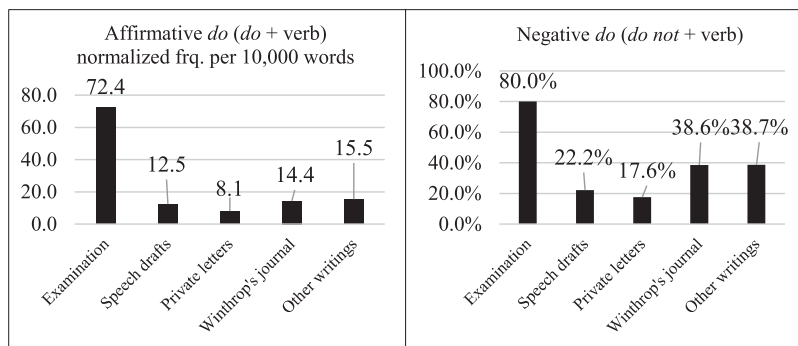 Affirmative do (do + verb)
normalized frq. per 10,000 words
72.4
80.0
60.0
40.0
20.0
0.0
12.5
8.1
14.4
15.5
Examination
Speech drafts
Private letters
Winthrop's journal
Other writings
Negative do (do not + verb)
100.0%
80.0%
60.0%
40.0%
20.0%
0.0%
80.0%
22.2%
17.6%
38.6%
38.7%
Examination
Speech drafts
Private letters
Winthrop's journal
Other writings